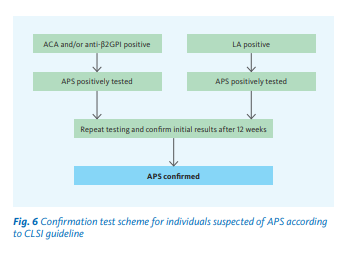 ACA and/or anti-β2GPI positive
LA positive
APS positively tested
APS positively tested
Repeat testing and confirm initial results after 12 weeks
APS confirmed
Fig. 6 Confirmation test scheme for individuals suspected of APS according
to CLSI guideline